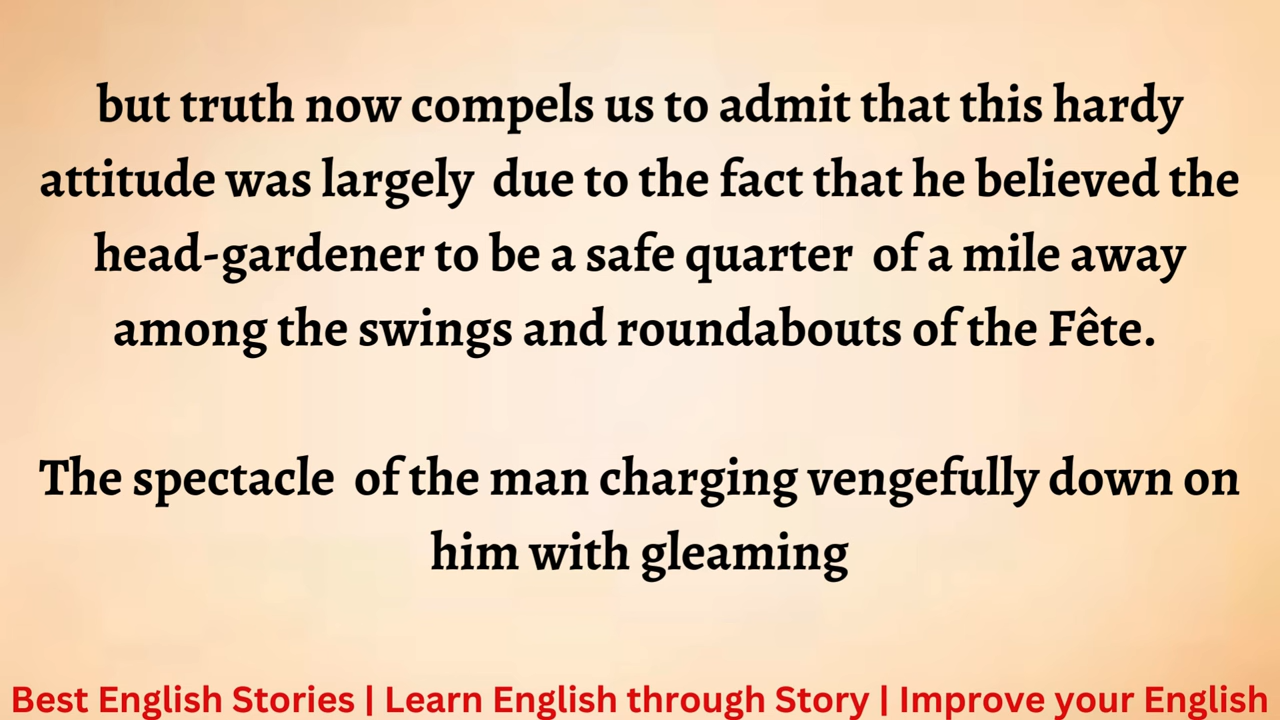 but truth now compels us to admit that this hardy
attitude was largely  due to the fact that he believed the
head-gardener to be a safe quarter  of a mile away
among the swings and roundabouts of the Fête.
The spectacle  of the man charging vengefully down on
him with gleaming
Best English Stories | Learn English through Story | Improve your English